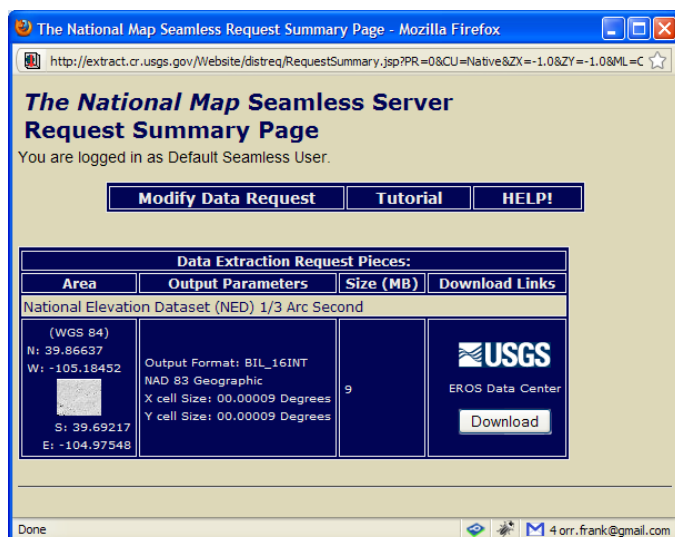 The National Map Seamless Request Summary Page - Mozilla Firefox
http://extract.cr.usgs.gov/Website/distreq/RequestSummary.jsp?PR=0&CU=Native&ZX=-1.0&ZY=-1.0&ML=C
The National Map Seamless Server
Request Summary Page
You are logged in as Default Seamless User.
Modify Data Request Tutorial HELP!
Data Extraction Request Pieces:
Area Output Parameters Size (MB) Download Links
National Elevation Dataset (NED) 1/3 Arc Second
(WGS 84)
N: 39.86637
W: -105.18452
S: 39.69217
E: -104.97548
Output Format: BIL_16INT
NAD 83 Geographic
X cell Size: 00.00009 Degrees
Y cell Size: 00.00009 Degrees
9
USGS
EROS Data Center
Download
Done
4 orr.frank@gmail.com